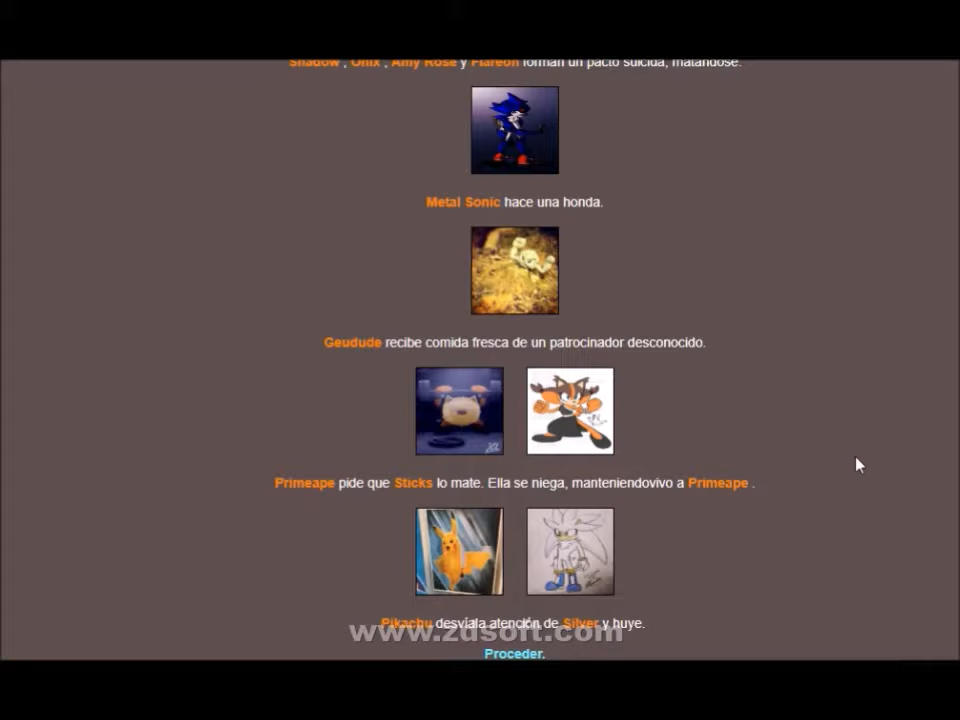 Shadow , Onix , Amy Rose y Flareon forman un pacto suicida, matándose.
Metal Sonic hace una honda.
Geudude recibe comida fresca de un patrocinador desconocido.
Primeape pide que Sticks lo mate. Ella se niega, manteniendovivo a Primeape .
Pikachu desvíala atención de Silver y huye.
www.zdsoft.com
Proceder.